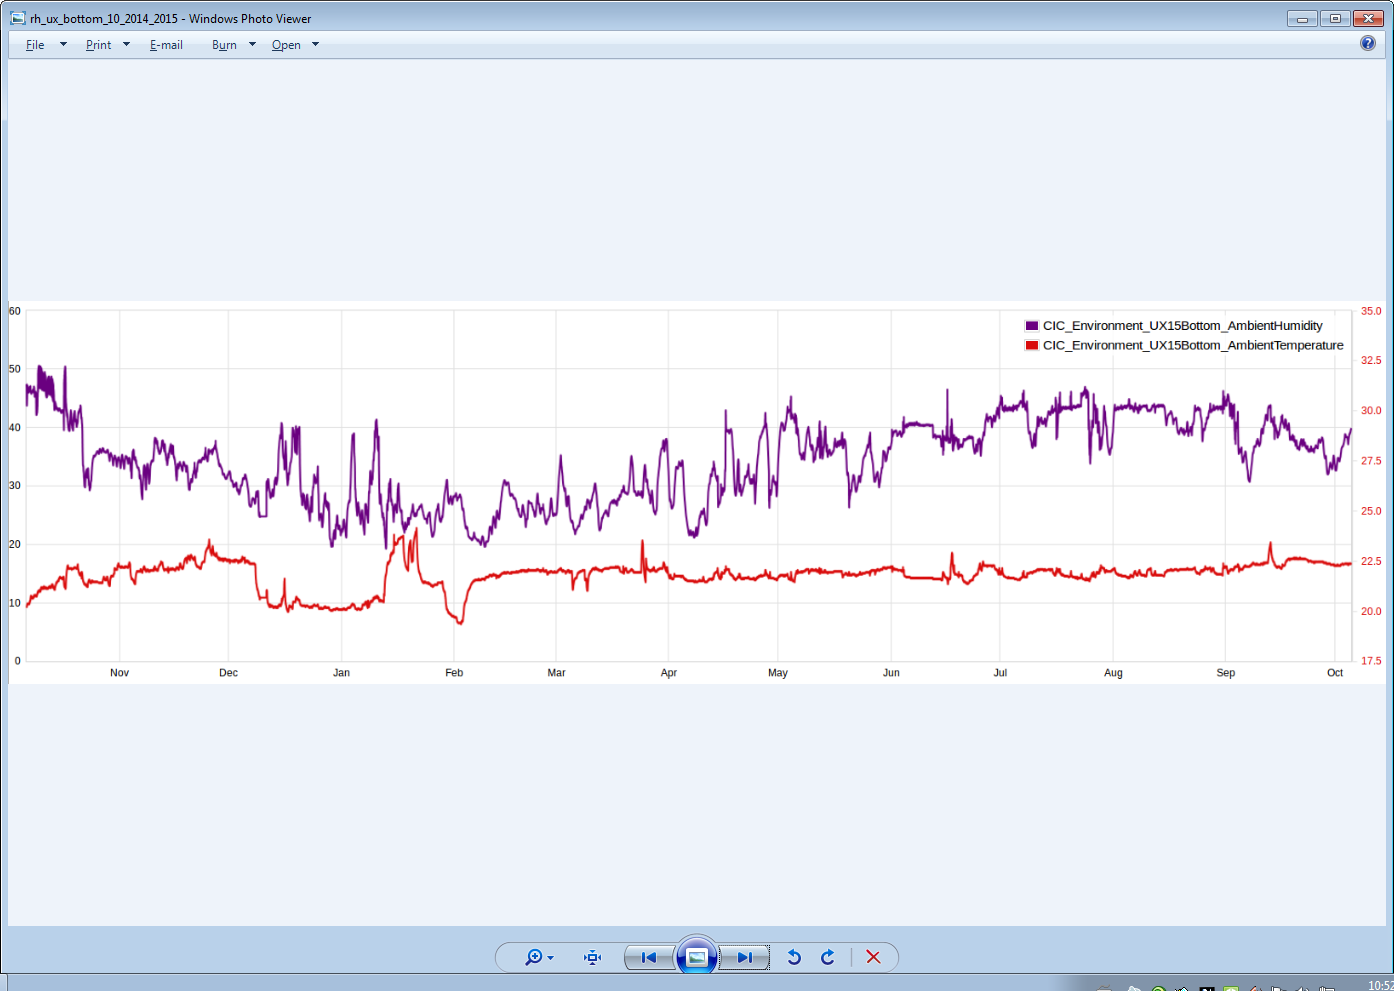 rh_ux_bottom_10_2014_2015 - Windows Photo Viewer
File Print E-mail Burn Open
60 35.0
CIC_Environment_UX15Bottom_AmbientHumidity
CIC_Environment_UX15Bottom_AmbientTemperature
50 32.5
30.0
40
27.5
30
25.0
20
22.5
10 20.0
0 17.5
Nov Dec Jan Feb Mar Apr May Jun Jul Aug Sep Oct
10:52